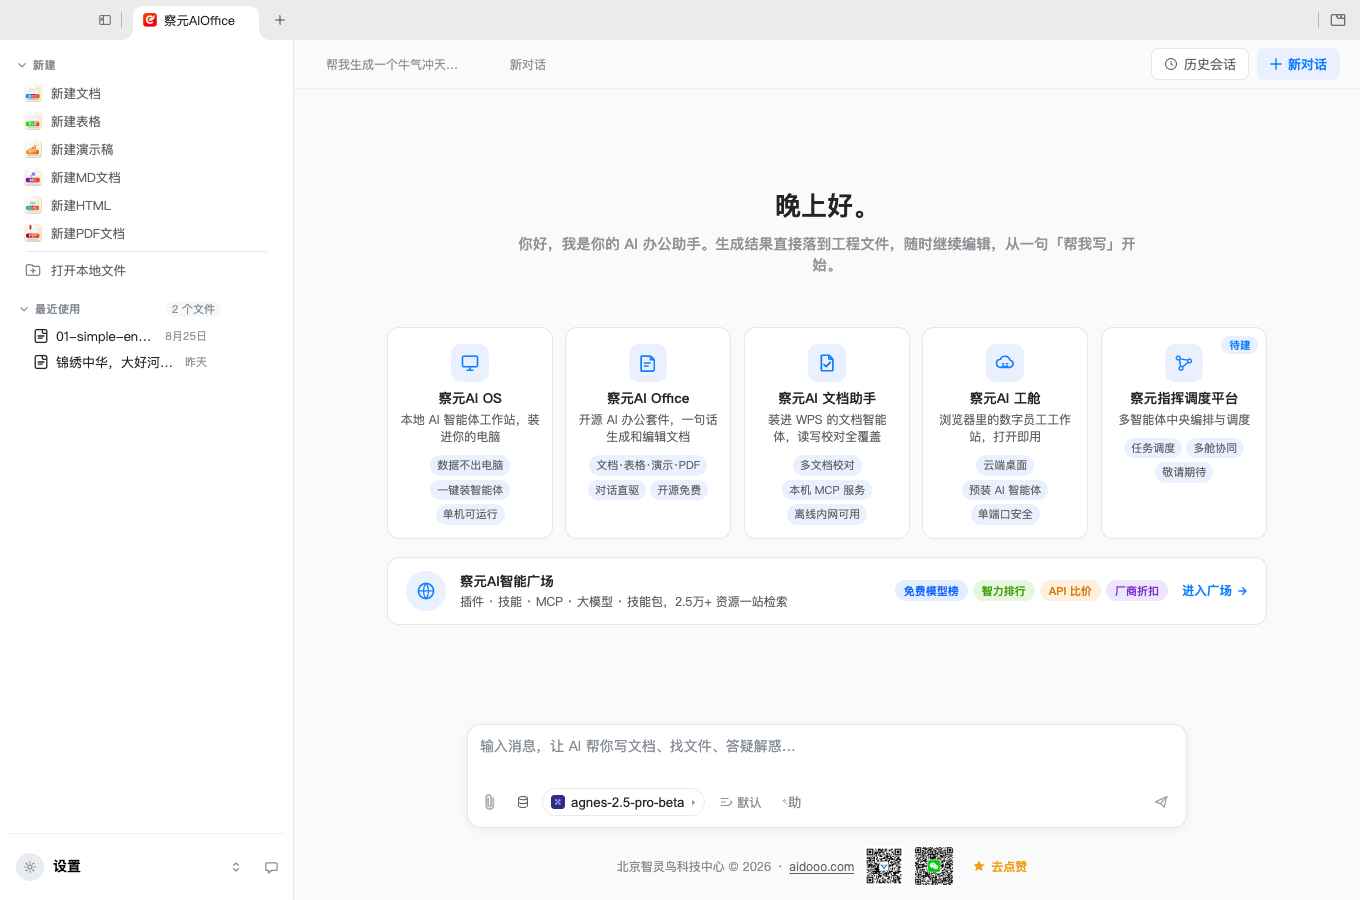 察元AIOffice
新建
新建文档
新建表格
新建演示稿
新建MD文档
新建HTML
新建PDF文档
打开本地文件
最近使用
2 个文件
01-simple-en...
8月25日
锦绣中华，大好河...
昨天
设置
帮我生成一个牛气冲天...
新对话
历史会话
新对话
晚上好。
你好，我是你的 AI 办公助手。生成结果直接落到工程文件，随时继续编辑，从一句「帮我写」开
始。
察元AI OS
本地 AI 智能体工作站，装
进你的电脑
数据不出电脑
一键装智能体
单机可运行
察元AI Office
开源 AI 办公套件，一句话
生成和编辑文档
文档·表格·演示·PDF
对话直驱
开源免费
察元AI 文档助手
装进 WPS 的文档智能
体，读写校对全覆盖
多文档校对
本机 MCP 服务
离线内网可用
察元AI 工舱
浏览器里的数字员工工作
站，打开即用
云端桌面
预装 AI 智能体
单端口安全
待建
察元指挥调度平台
多智能体中央编排与调度
任务调度
多舱协同
敬请期待
察元AI智能广场
插件 · 技能 · MCP · 大模型 · 技能包，2.5万+ 资源一站检索
免费模型榜
智力排行
API 比价
厂商折扣
进入广场 →
输入消息，让 AI 帮你写文档、找文件、答疑解惑...
agnes-2.5-pro-beta
默认
助
北京智灵鸟科技中心 © 2026 · aidooo.com
去点赞